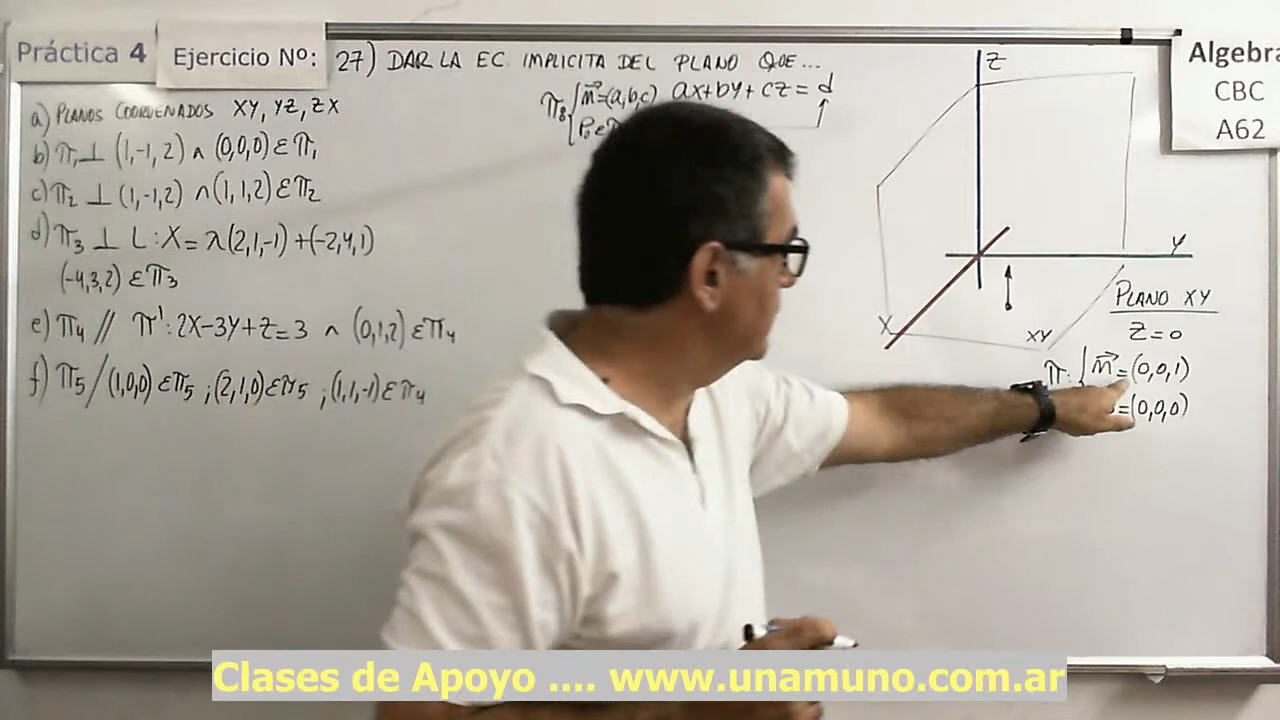 Práctica 4
Ejercicio Nº:
27) DAR LA EC. IMPLICITA DEL PLANO QUE...
a) PLANOS COORDENADOS XY, YZ, ZX
b) π₁ ⊥ (1,-1,2) ∧ (0,0,0) ε π₁
c) π₂ ⊥ (1,-1,2) ∧ (1,1,2) ε π₂
d) π₃ ⊥ L: X = λ(2,1,-1) + (-2,4,1)
(-4,3,2) ε π₃
e) π₄ // π': 2X-3Y+Z=3 ∧ (0,1,2) ε π₄
f) π₅ / (1,0,0) ε π₅ ; (2,1,0) ε π₅ ; (1,1,-1) ε π₄
π: n⃗=(a,b,c) ax+by+cz=d
P₀ ε
Z
Y
X
XY
PLANO XY
Z=0
π: n⃗=(0,0,1)
=(0,0,0)
Algebra
CBC
A62
Clases de Apoyo .... www.unamuno.com.ar